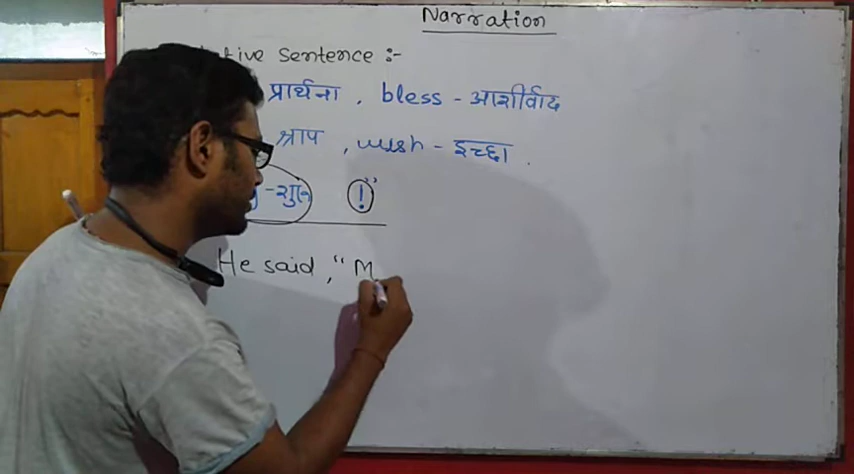 Narration
tive Sentence :-
प्रार्थना , bless - आशीर्वाद
श्राप , wish - इच्छा .
! ”
He said , “ M